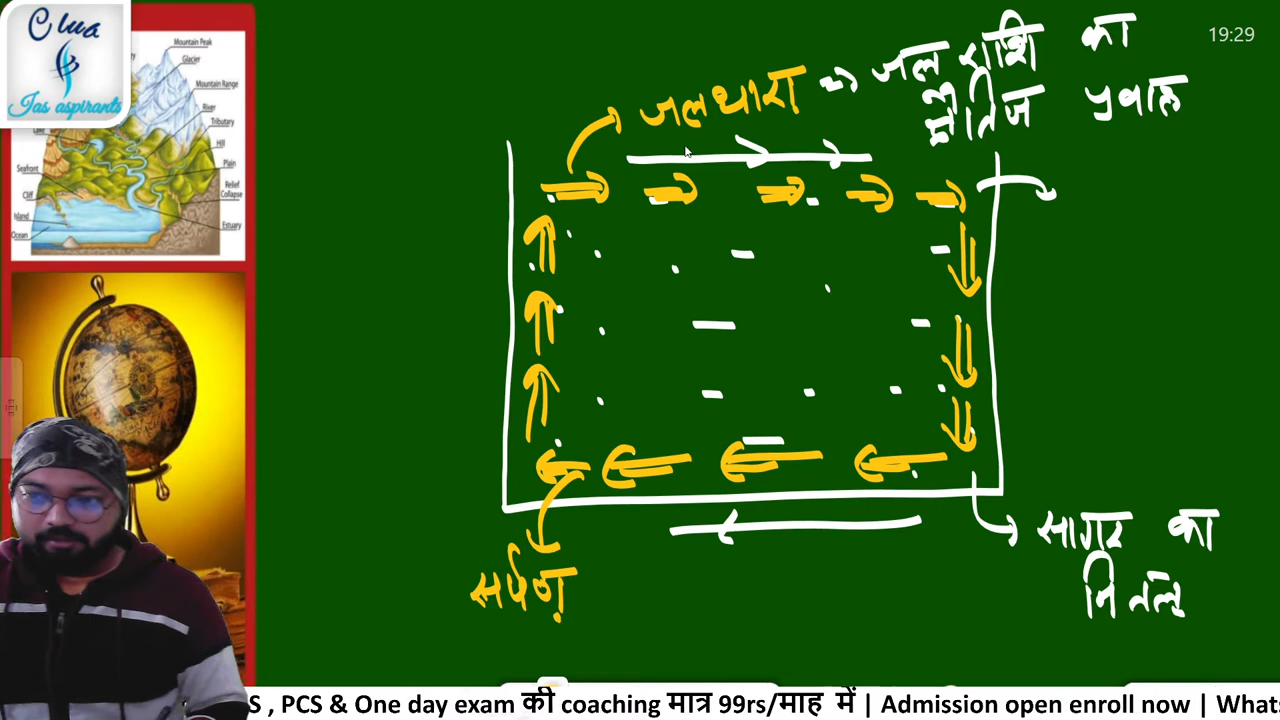 Clua
Ias aspirants
Mountain Peak
Glacier
Mountain Range
River
Tributary
Hill
Plain
Lake
Seafront
Cliff
Island
Ocean
Relief
Collapse
Estuary
19:29
जलधारा ⇒ जल राशि का
क्षैतिज प्रवाह
सर्पण
सागर का
नितल
S , PCS & One day exam की coaching मात्र 99rs/माह में | Admission open enroll now | What